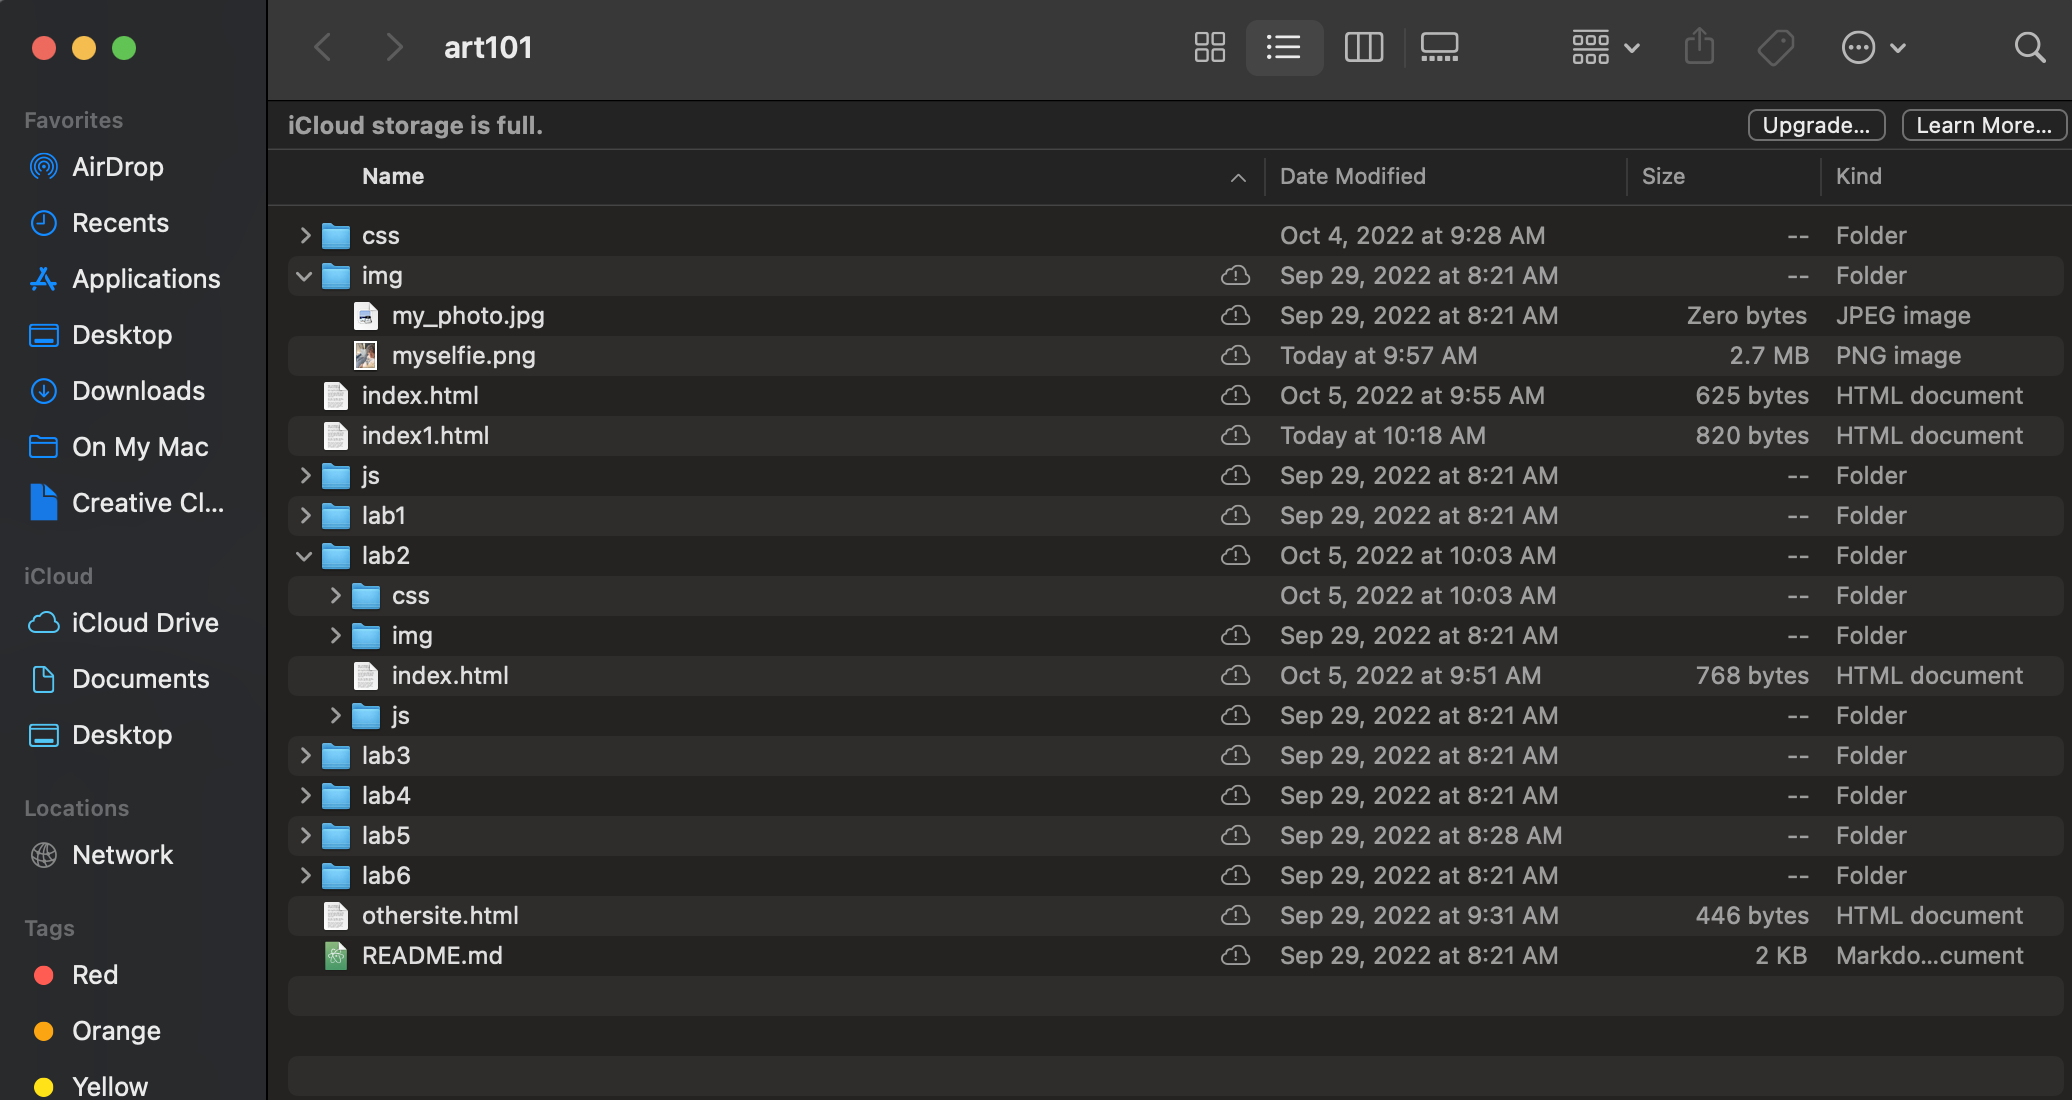 art101
Favorites
AirDrop
Recents
Applications
Desktop
Downloads
On My Mac
Creative Cl...
iCloud
iCloud Drive
Documents
Desktop
Locations
Network
Tags
Red
Orange
Yellow
iCloud storage is full. Upgrade... Learn More...
Name Date Modified Size Kind
css Oct 4, 2022 at 9:28 AM -- Folder
img Sep 29, 2022 at 8:21 AM -- Folder
my_photo.jpg Sep 29, 2022 at 8:21 AM Zero bytes JPEG image
myselfie.png Today at 9:57 AM 2.7 MB PNG image
index.html Oct 5, 2022 at 9:55 AM 625 bytes HTML document
index1.html Today at 10:18 AM 820 bytes HTML document
js Sep 29, 2022 at 8:21 AM -- Folder
lab1 Sep 29, 2022 at 8:21 AM -- Folder
lab2 Oct 5, 2022 at 10:03 AM -- Folder
css Oct 5, 2022 at 10:03 AM -- Folder
img Sep 29, 2022 at 8:21 AM -- Folder
index.html Oct 5, 2022 at 9:51 AM 768 bytes HTML document
js Sep 29, 2022 at 8:21 AM -- Folder
lab3 Sep 29, 2022 at 8:21 AM -- Folder
lab4 Sep 29, 2022 at 8:21 AM -- Folder
lab5 Sep 29, 2022 at 8:28 AM -- Folder
lab6 Sep 29, 2022 at 8:21 AM -- Folder
othersite.html Sep 29, 2022 at 9:31 AM 446 bytes HTML document
README.md Sep 29, 2022 at 8:21 AM 2 KB Markdo...cument